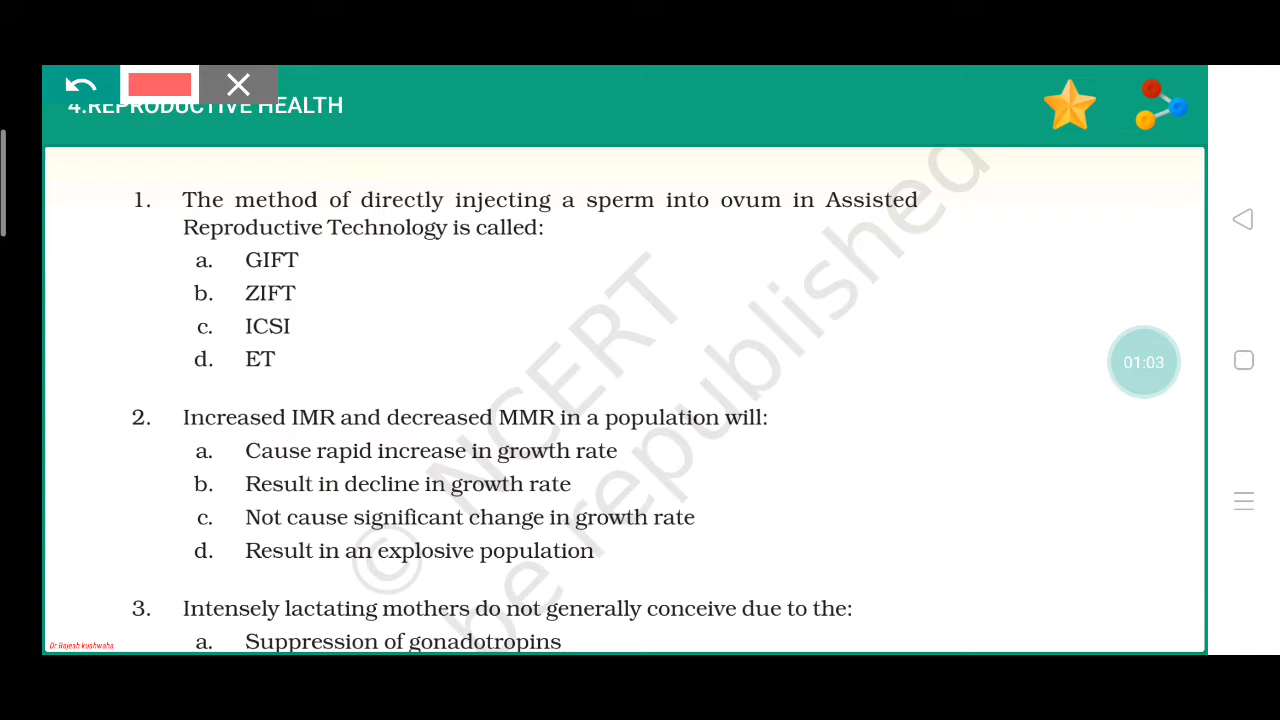 4.REPRODUCTIVE HEALTH
1. The method of directly injecting a sperm into ovum in Assisted
Reproductive Technology is called:
a. GIFT
b. ZIFT
c. ICSI
d. ET
01:03
2. Increased IMR and decreased MMR in a population will:
a. Cause rapid increase in growth rate
b. Result in decline in growth rate
c. Not cause significant change in growth rate
d. Result in an explosive population
3. Intensely lactating mothers do not generally conceive due to the:
a. Suppression of gonadotropins
Dr.Rajesh kushwaha
© NCERT
be republished